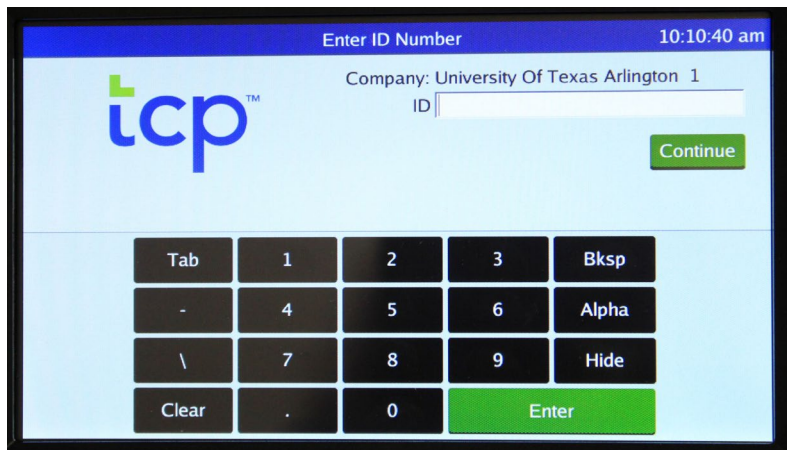 Enter ID Number 10:10:40 am
tcp™
Company: University Of Texas Arlington 1
ID
Continue
Tab 1 2 3 Bksp
- 4 5 6 Alpha
\ 7 8 9 Hide
Clear . 0 Enter